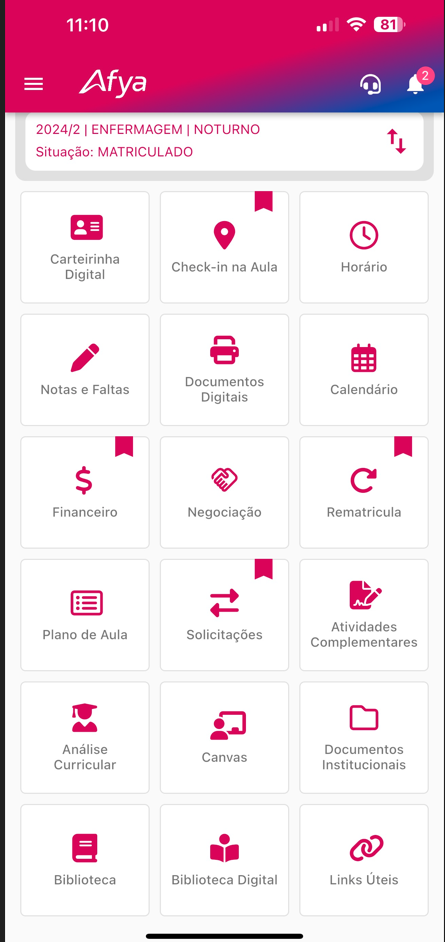 11:10
81
Afya
2
2024/2 | ENFERMAGEM | NOTURNO
Situação: MATRICULADO
Carteirinha
Digital
Check-in na Aula
Horário
Notas e Faltas
Documentos
Digitais
Calendário
Financeiro
Negociação
Rematricula
Plano de Aula
Solicitações
Atividades
Complementares
Análise
Curricular
Canvas
Documentos
Institucionais
Biblioteca
Biblioteca Digital
Links Úteis